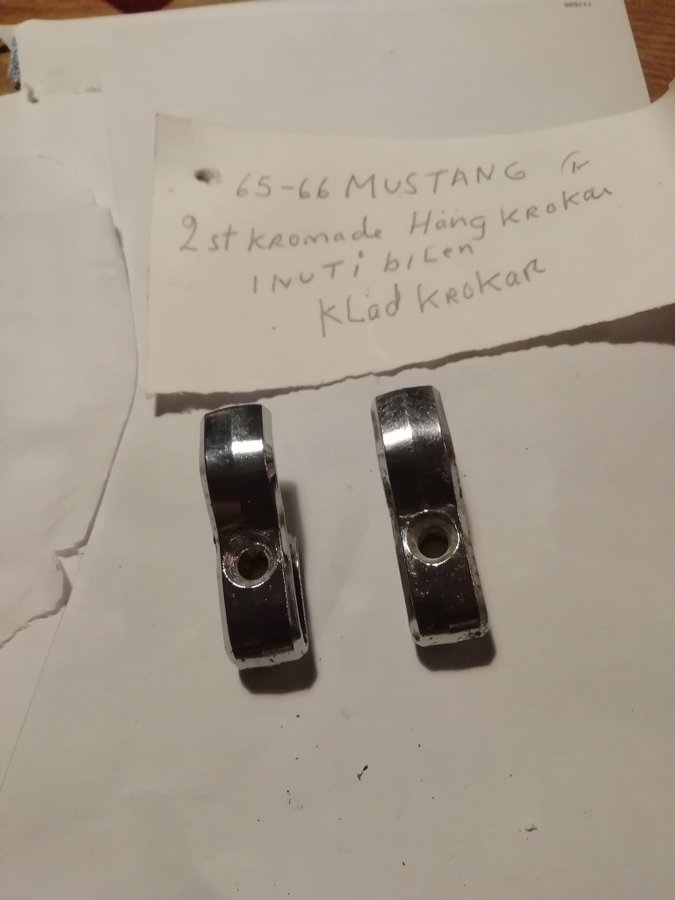 65-66 MUSTANG
2 st kromade Häng KROKar
INUTi biLen
KLäd KROKAR